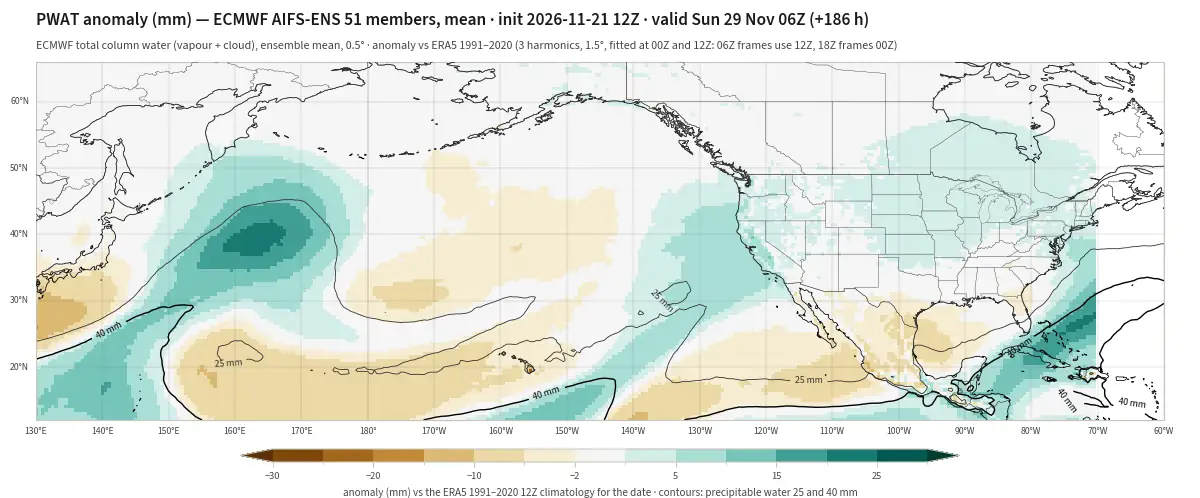 PWAT anomaly (mm) — ECMWF AIFS-ENS 51 members, mean · init 2026-11-21 12Z · valid Sun 29 Nov 06Z (+186 h)
ECMWF total column water (vapour + cloud), ensemble mean, 0.5° · anomaly vs ERA5 1991–2020 (3 harmonics, 1.5°, fitted at 00Z and 12Z: 06Z frames use 12Z, 18Z frames 00Z)
60°N
50°N
40°N
30°N
25 mm
40 mm
40 mm
25 mm
20°N
25 mm
40 mm
40 mm
40 mm
130°E 140°E 150°E 160°E 170°E 180° 170°W 160°W 150°W 140°W 130°W 120°W 110°W 100°W 90°W 80°W 70°W 60°W
−30 −20 −10 −2 5 15 25
anomaly (mm) vs the ERA5 1991–2020 12Z climatology for the date · contours: precipitable water 25 and 40 mm